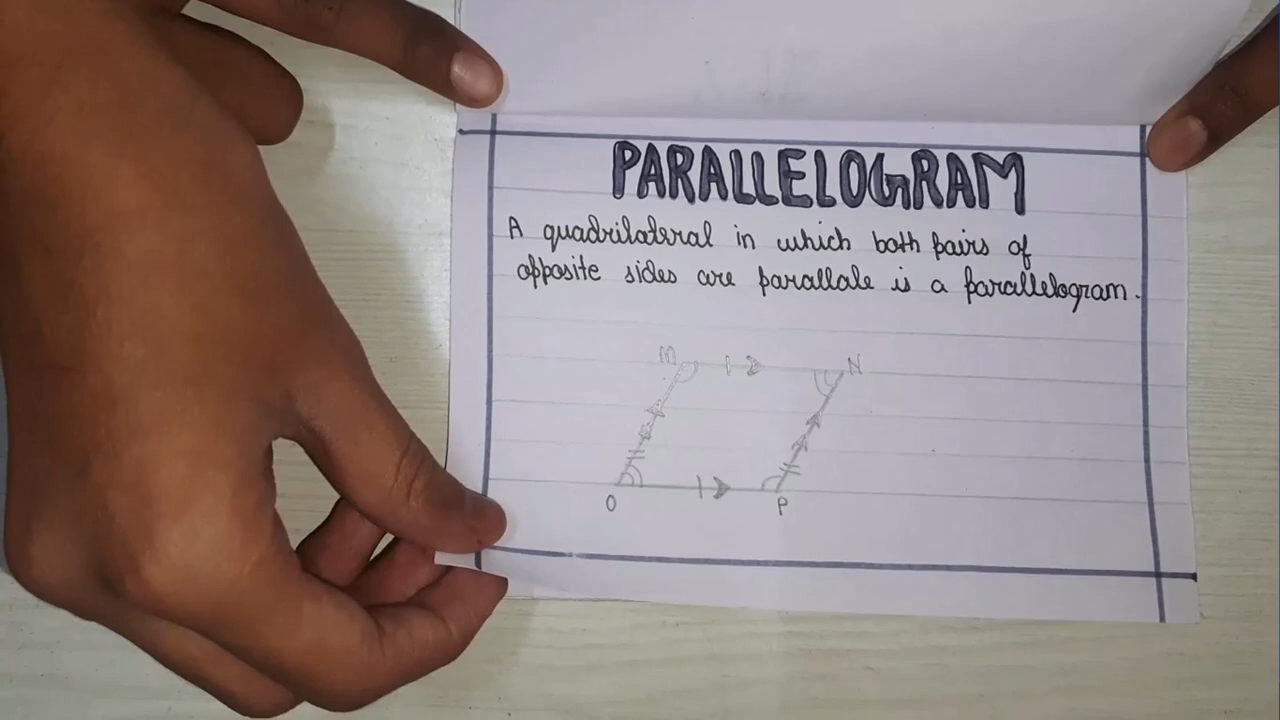 PARALLELOGRAM
A quadrilateral in which both pairs of
opposite sides are parallale is a parallelogram.
M N
O P